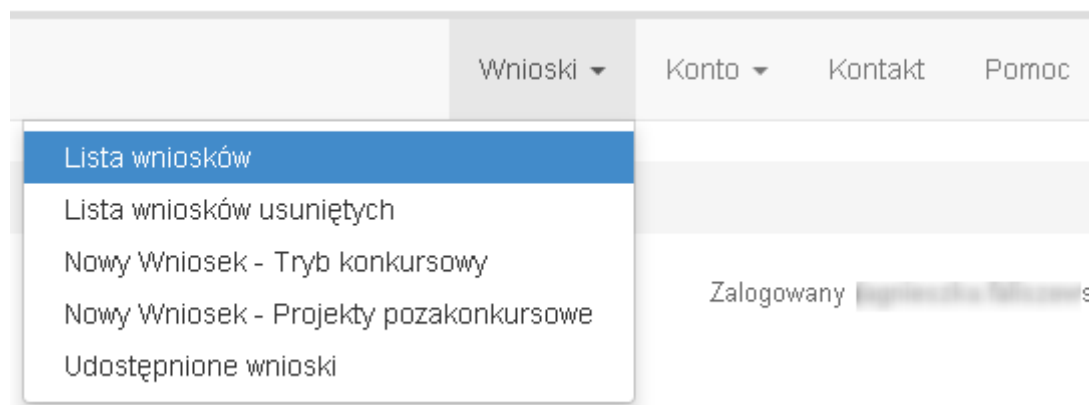 Wnioski Konto Kontakt Pomoc
Lista wniosków
Lista wniosków usuniętych
Nowy Wniosek - Tryb konkursowy
Nowy Wniosek - Projekty pozakonkursowe
Zalogowany
Udostępnione wnioski